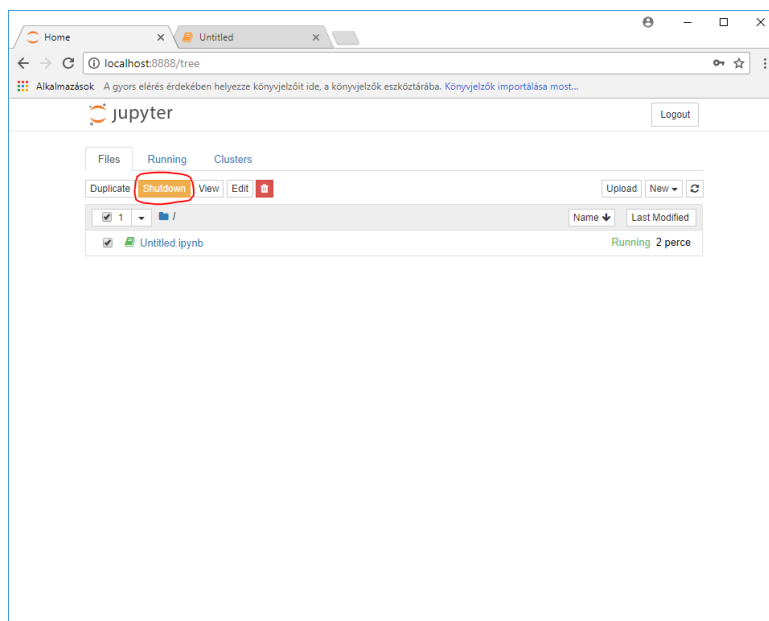 Home
Untitled
localhost:8888/tree
Alkalmazások A gyors elérés érdekében helyezze könyvjelzőit ide, a könyvjelzők eszköztárába. Könyvjelzők importálása most...
jupyter
Logout
Files Running Clusters
Duplicate Shutdown View Edit Upload New
1 / Name Last Modified
Untitled.ipynb Running 2 perce